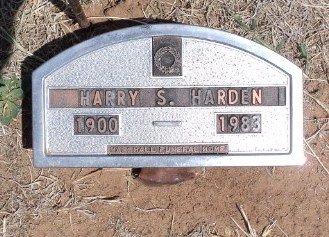 HARRY S. HARDEN
1900 — 1983
FUNERAL HOME